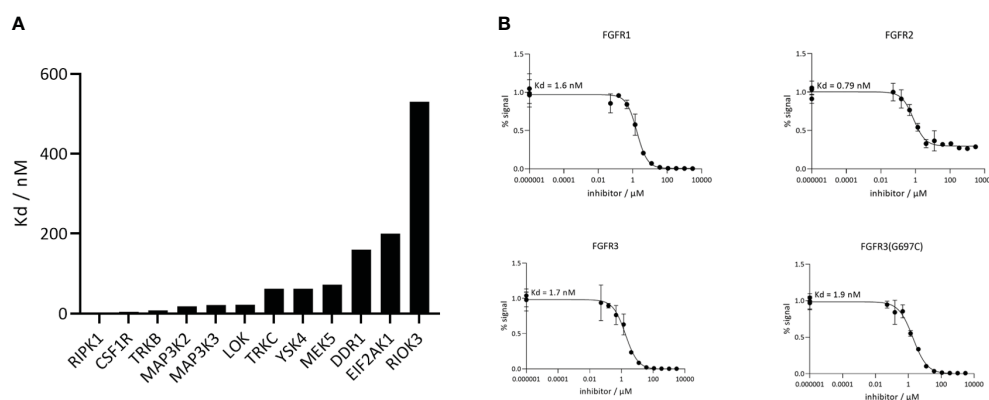 A
Kd / nM
600
400
200
0
RIPK1
CSF1R
TRKB
MAP3K2
MAP3K3
LOK
TRKC
YSK4
MEK5
DDR1
EIF2AK1
RIOK3
B
FGFR1
% signal
1.5
1.0
0.5
0.0
Kd = 1.6 nM
0.000001 0.0001 0.01 1 100 10000
inhibitor / µM
FGFR2
% signal
1.5
1.0
0.5
0.0
Kd = 0.79 nM
0.000001 0.0001 0.01 1 100 10000
inhibitor / µM
FGFR3
% signal
1.5
1.0
0.5
0.0
Kd = 1.7 nM
0.000001 0.0001 0.01 1 100 10000
inhibitor / µM
FGFR3(G697C)
% signal
1.5
1.0
0.5
0.0
Kd = 1.9 nM
0.000001 0.0001 0.01 1 100 10000
inhibitor / µM